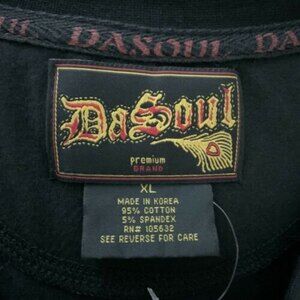 DASOUL DASOUL
DaSoul
premium
BRAND
XL
MADE IN KOREA
95% COTTON
5% SPANDEX
RN# 105632
SEE REVERSE FOR CARE